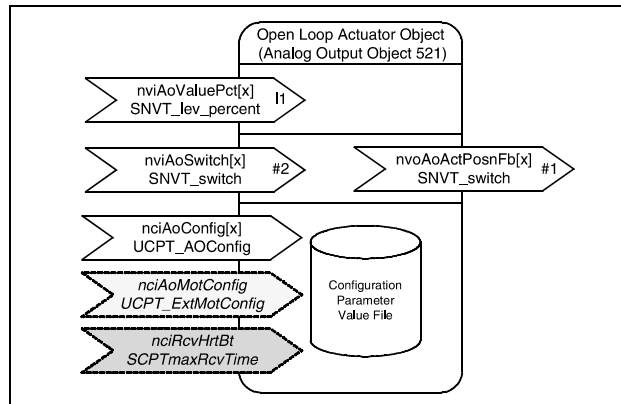 Open Loop Actuator Object
(Analog Output Object 521)
nviAoValuePct[x]
SNVT_lev_percent
I1
nviAoSwitch[x]
SNVT_switch
#2
nvoAoActPosnFb[x]
SNVT_switch
#1
nciAoConfig[x]
UCPT_AOConfig
nciAoMotConfig
UCPT_ExtMotConfig
nciRcvHrtBt
SCPTmaxRcvTime
Configuration
Parameter
Value File